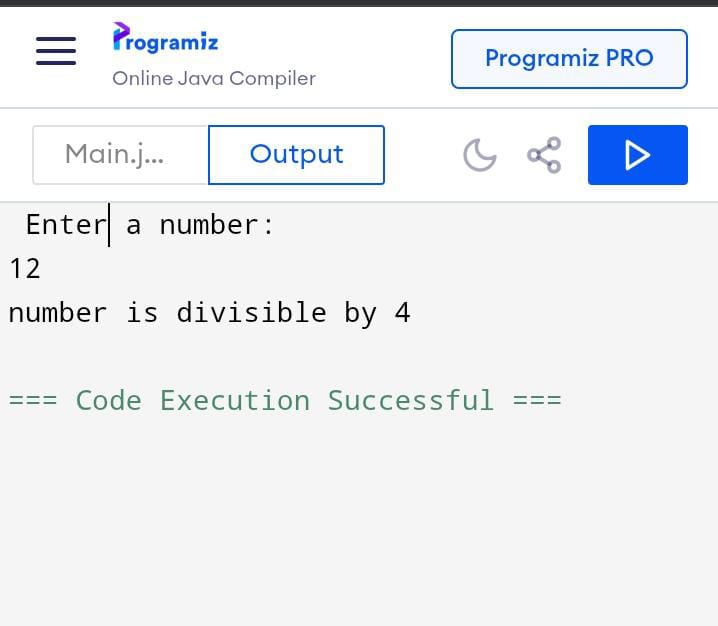 Programiz
Online Java Compiler
Programiz PRO
Main.j...
Output
Enter a number:
12
number is divisible by 4
=== Code Execution Successful ===